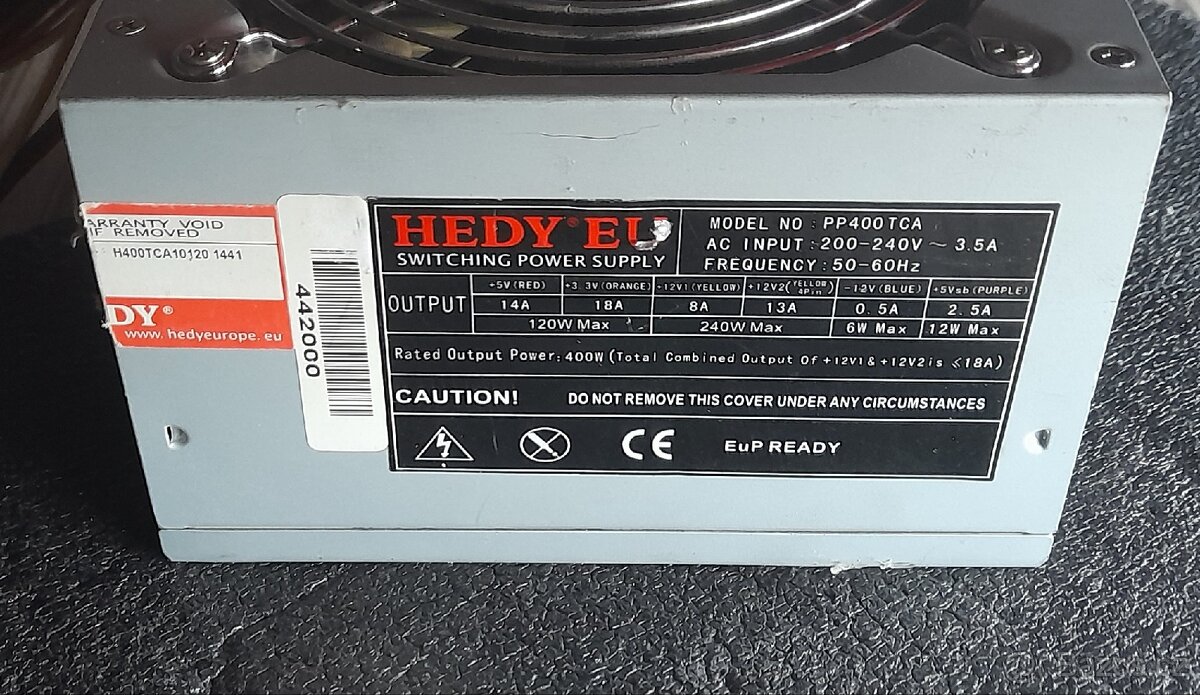 ARRANTY VOID
IF REMOVED
H400TCA10120 1441
DY®
www. hedyeurope. eu
442000
HEDY® EU
SWITCHING POWER SUPPLY
MODEL NO : PP400TCA
AC INPUT : 200-240V ~ 3.5A
FREQUENCY : 50-60Hz
OUTPUT
+5V (RED) +3.3V(ORANGE) +12V1(YELLOW) +12V2(YELLOW 4Pin) -12V(BLUE) +5Vsb(PURPLE)
14A 18A 8A 13A 0.5A 2.5A
120W Max 240W Max 6W Max 12W Max
Rated Output Power: 400W (Total Combined Output Of +12V1 & +12V2 is ≤18A)
CAUTION! DO NOT REMOVE THIS COVER UNDER ANY CIRCUMSTANCES
CE EuP READY